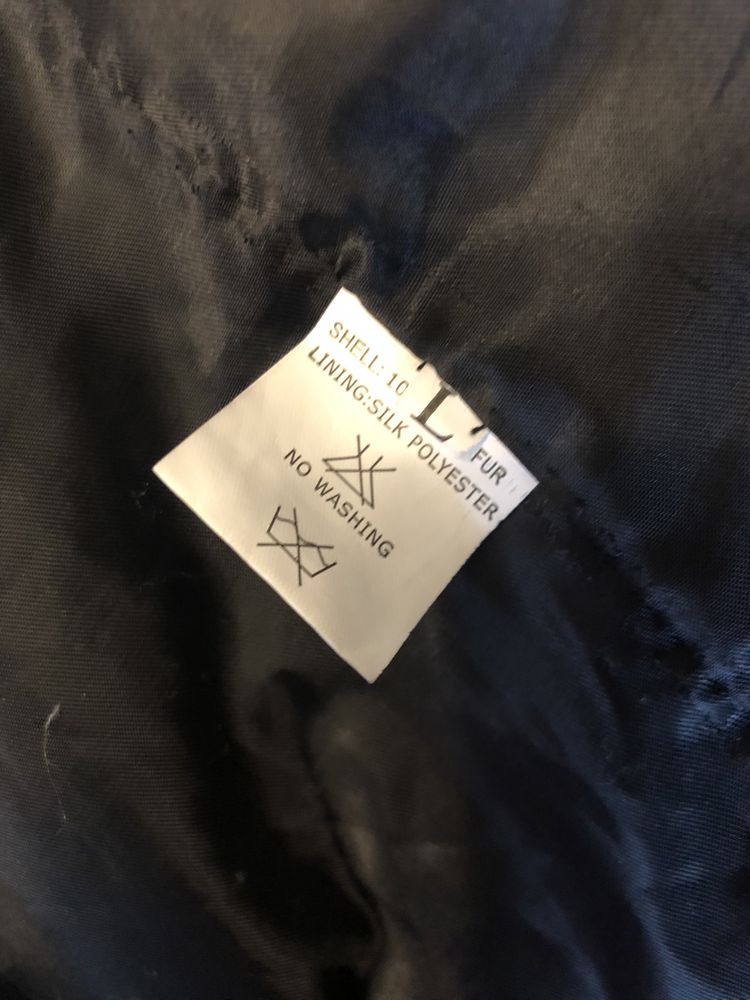 SHELL: 10 FUR
L
LINING:SILK POLYESTER
NO WASHING